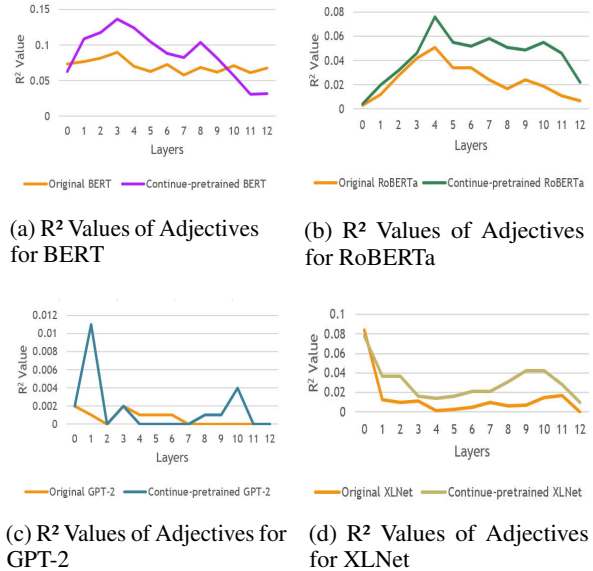 0.15
0.1
0.05
0
R² Value
0 1 2 3 4 5 6 7 8 9 10 11 12
Layers
Original BERT Continue-pretrained BERT
(a) R² Values of Adjectives
for BERT
0.08
0.06
0.04
0.02
0
R² Value
0 1 2 3 4 5 6 7 8 9 10 11 12
Layers
Original RoBERTa Continue-pretrained RoBERTa
(b) R² Values of Adjectives
for RoBERTa
0.012
0.01
0.008
0.006
0.004
0.002
0
R² Value
0 1 2 3 4 5 6 7 8 9 10 11 12
Layers
Original GPT-2 Continue-pretrained GPT-2
(c) R² Values of Adjectives for
GPT-2
0.1
0.08
0.06
0.04
0.02
0
R² Value
0 1 2 3 4 5 6 7 8 9 10 11 12
Layers
Original XLNet Continue-pretrained XLNet
(d) R² Values of Adjectives
for XLNet